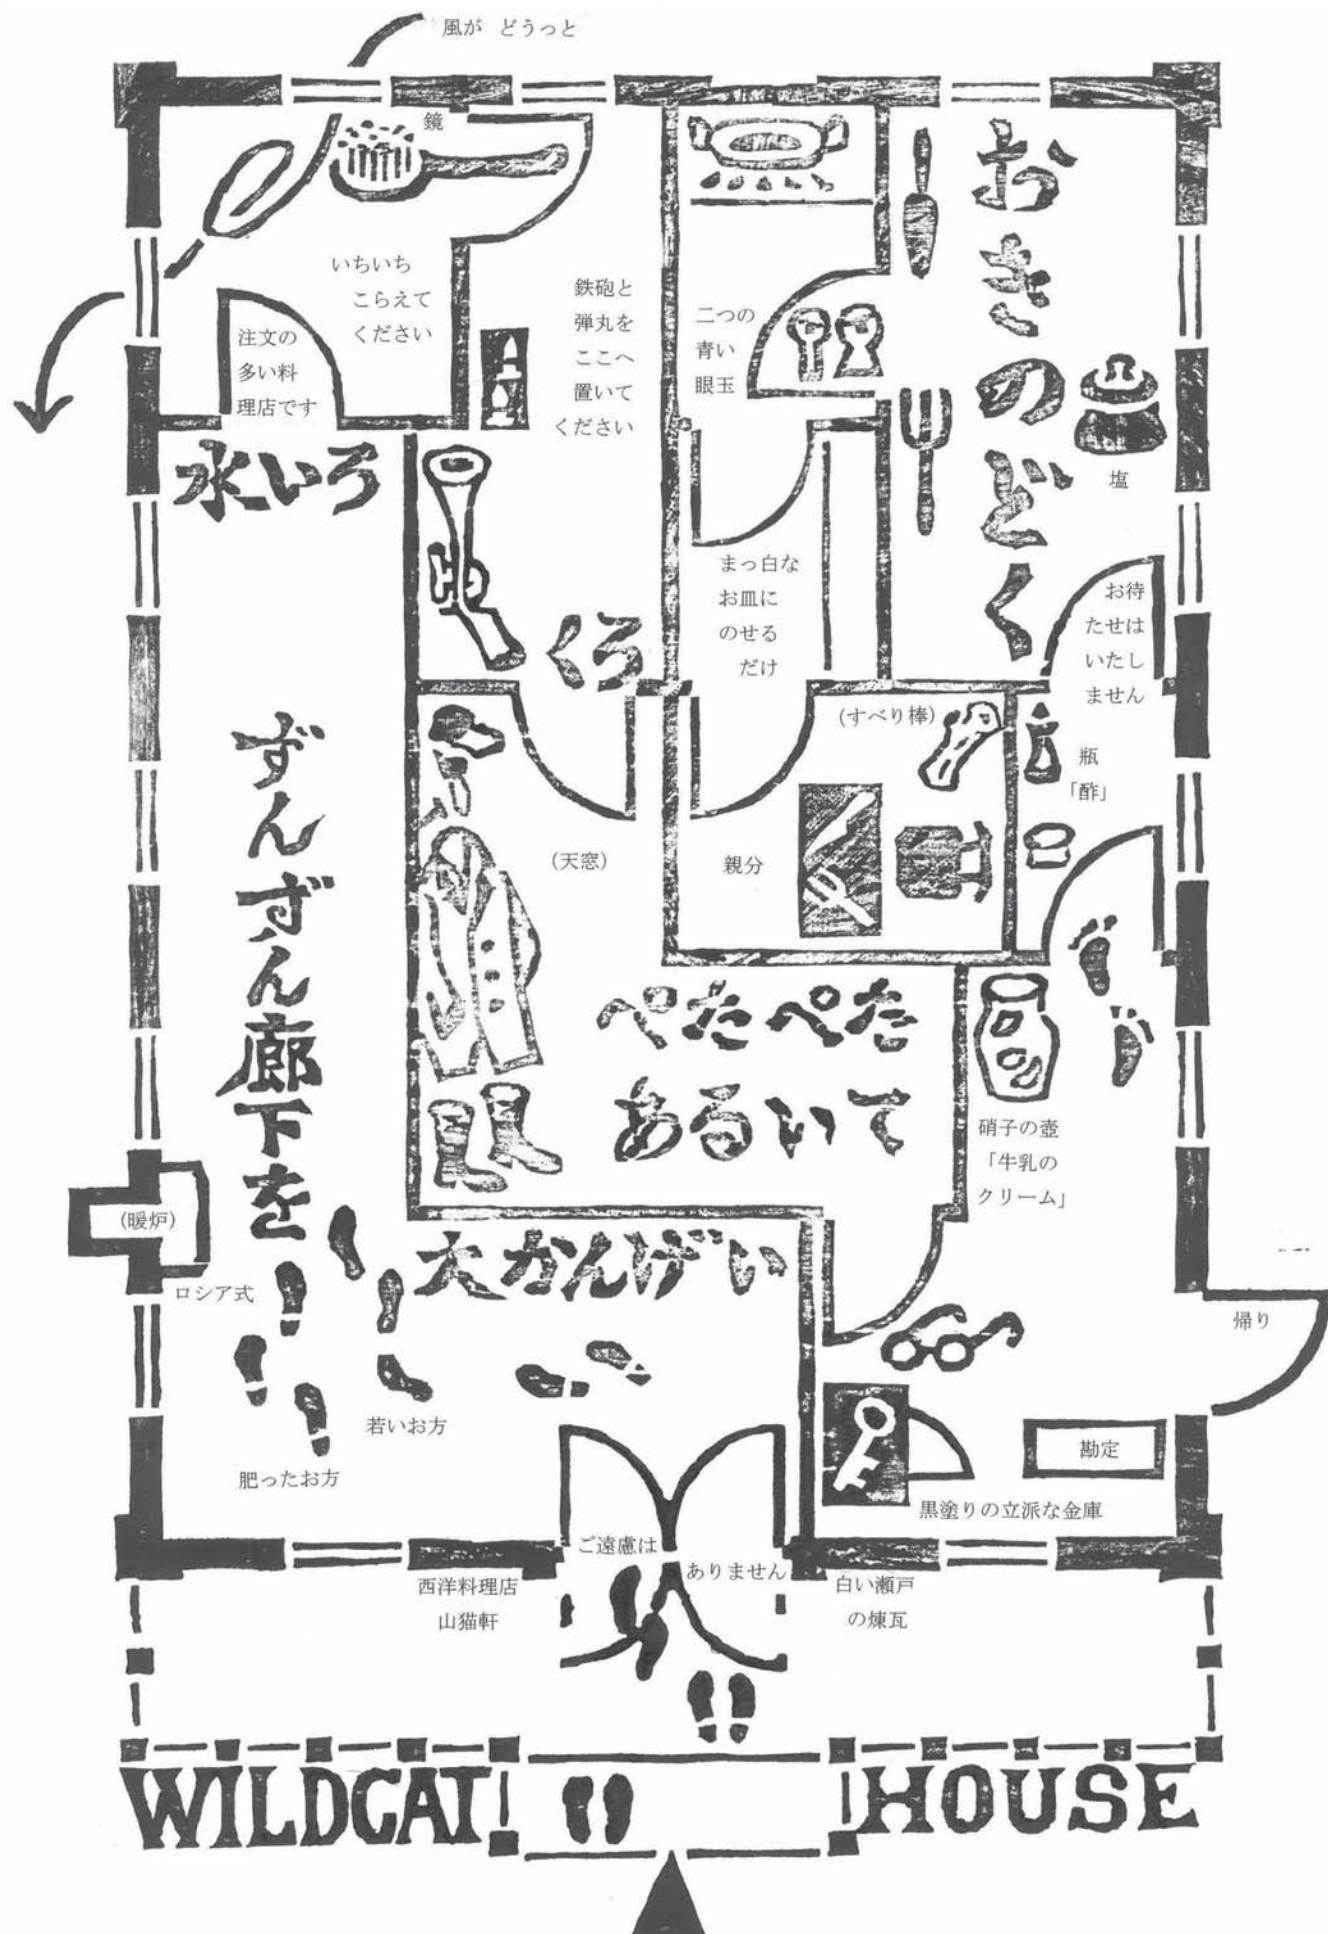 風が どうっと
鏡
いちいち
こらえて
ください
注文の
多い料
理店です
水いろ
鉄砲と
弾丸を
ここへ
置いて
ください
くろ
二つの
青い
眼玉
まっ白な
お皿に
のせる
だけ
おきのどく
塩
お待
たせは
いたし
ません
瓶
「酢」
(すべり棒)
親分
(天窓)
ずんずん廊下を
ぺたぺた
あるいて
硝子の壺
「牛乳の
クリーム」
(暖炉)
ロシア式
大かんげい
若いお方
肥ったお方
帰り
勘定
黒塗りの立派な金庫
ご遠慮は
ありません
西洋料理店
山猫軒
白い瀬戸
の煉瓦
WILDCAT HOUSE